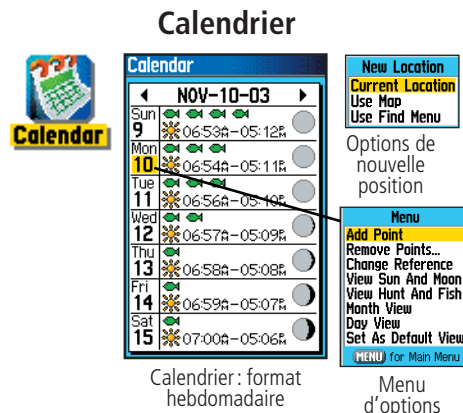 Calendrier
Calendar
Calendar
NOV-10-03
Sun
9 06:53A-05:12P
Mon
10 06:54A-05:11P
Tue
11 06:56A-05:10P
Wed
12 06:57A-05:09P
Thu
13 06:58A-05:08P
Fri
14 06:59A-05:07P
Sat
15 07:00A-05:06P
Calendrier : format
hebdomadaire
New Location
Current Location
Use Map
Use Find Menu
Options de
nouvelle
position
Menu
Add Point
Remove Points...
Change Reference
View Sun And Moon
View Hunt And Fish
Month View
Day View
Set As Default View
MENU for Main Menu
Menu
d'options